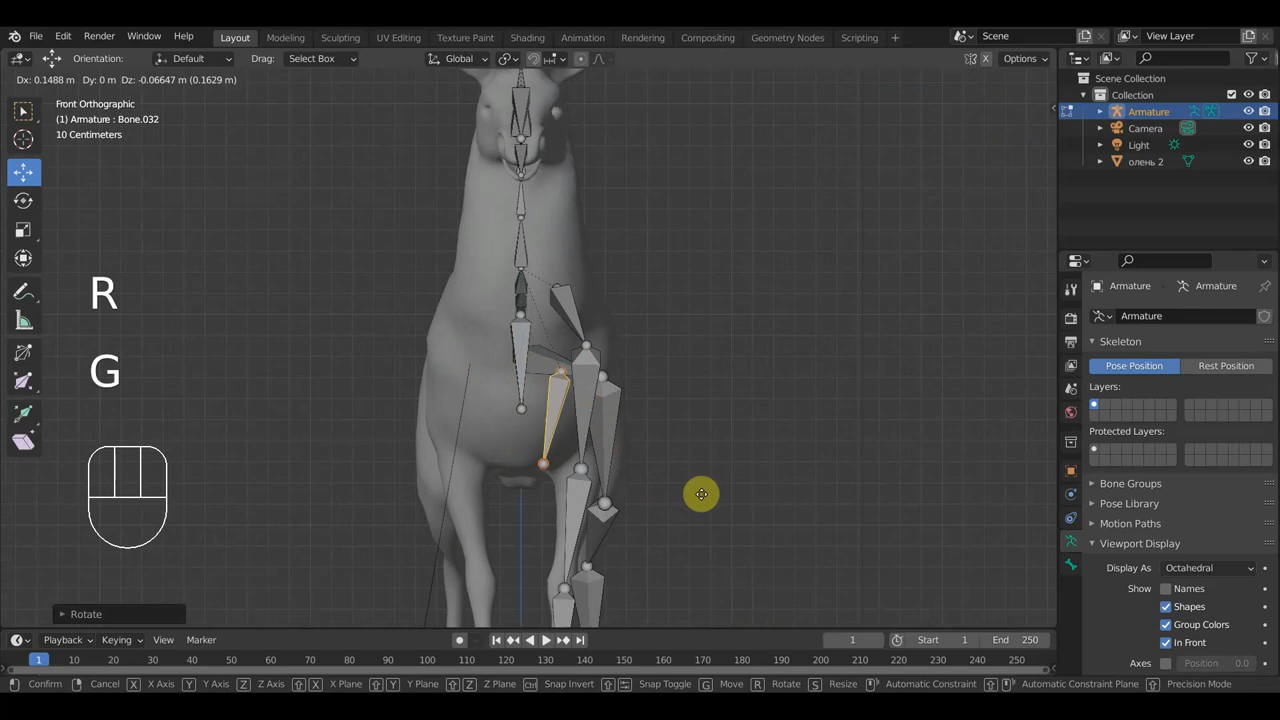 File Edit Render Window Help Layout Modeling Sculpting UV Editing Texture Paint Shading Animation Rendering Compositing Geometry Nodes Scripting + Scene View Layer
Orientation: Default Drag: Select Box Global X Options
Dx: 0.1488 m Dy: 0 m Dz: -0.06647 m (0.1629 m)
Front Orthographic
(1) Armature : Bone.032
10 Centimeters
R
G
Rotate
Scene Collection
Collection
Armature
Camera
Light
олень 2
Armature Armature
Armature
Skeleton
Pose Position Rest Position
Layers:
Protected Layers:
Bone Groups
Pose Library
Motion Paths
Viewport Display
Display As Octahedral
Show Names
Shapes
Group Colors
In Front
Axes Position 0.0
Playback Keying View Marker 1 Start 1 End 250
1 10 20 30 40 50 60 70 80 90 100 110 120 130 140 150 160 170 180 190 200 210 220 230 240 250
Confirm Cancel X X Axis Y Y Axis Z Z Axis X X Plane Y Y Plane Z Z Plane Ctrl Snap Invert Snap Toggle G Move R Rotate S Resize Automatic Constraint Automatic Constraint Plane Precision Mode